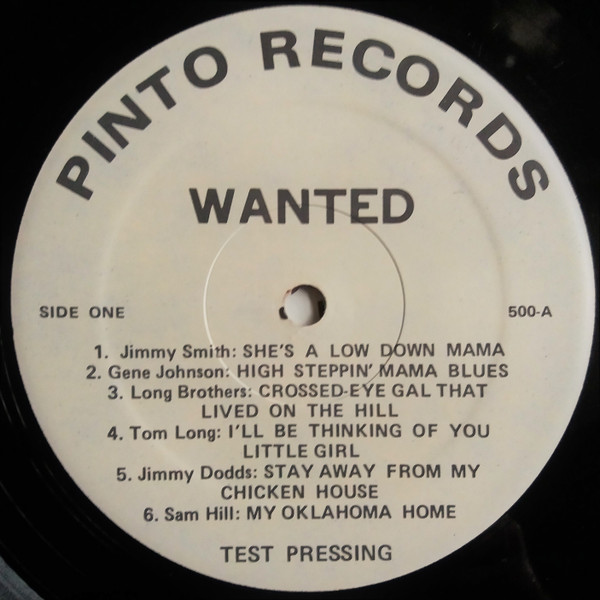 PINTO RECORDS
WANTED
SIDE ONE
500-A
1. Jimmy Smith: SHE'S A LOW DOWN MAMA
2. Gene Johnson: HIGH STEPPIN' MAMA BLUES
3. Long Brothers: CROSSED-EYE GAL THAT
LIVED ON THE HILL
4. Tom Long: I'LL BE THINKING OF YOU
LITTLE GIRL
5. Jimmy Dodds: STAY AWAY FROM MY
CHICKEN HOUSE
6. Sam Hill: MY OKLAHOMA HOME
TEST PRESSING